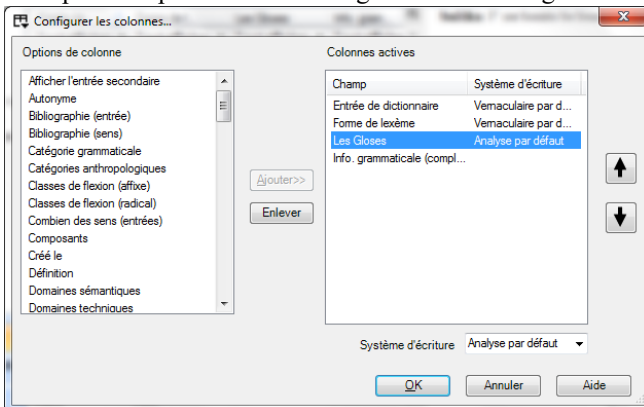 Configurer les colonnes...
Options de colonne
Afficher l'entrée secondaire
Autonyme
Bibliographie (entrée)
Bibliographie (sens)
Catégorie grammaticale
Catégories anthropologiques
Classes de flexion (affixe)
Classes de flexion (radical)
Combien des sens (entrées)
Composants
Créé le
Définition
Domaines sémantiques
Domaines techniques
Ajouter>>
Enlever
Colonnes actives
Champ Système d'écriture
Entrée de dictionnaire Vernaculaire par d...
Forme de lexème Vernaculaire par d...
Les Gloses Analyse par défaut
Info. grammaticale (compl...
Système d'écriture Analyse par défaut
OK Annuler Aide